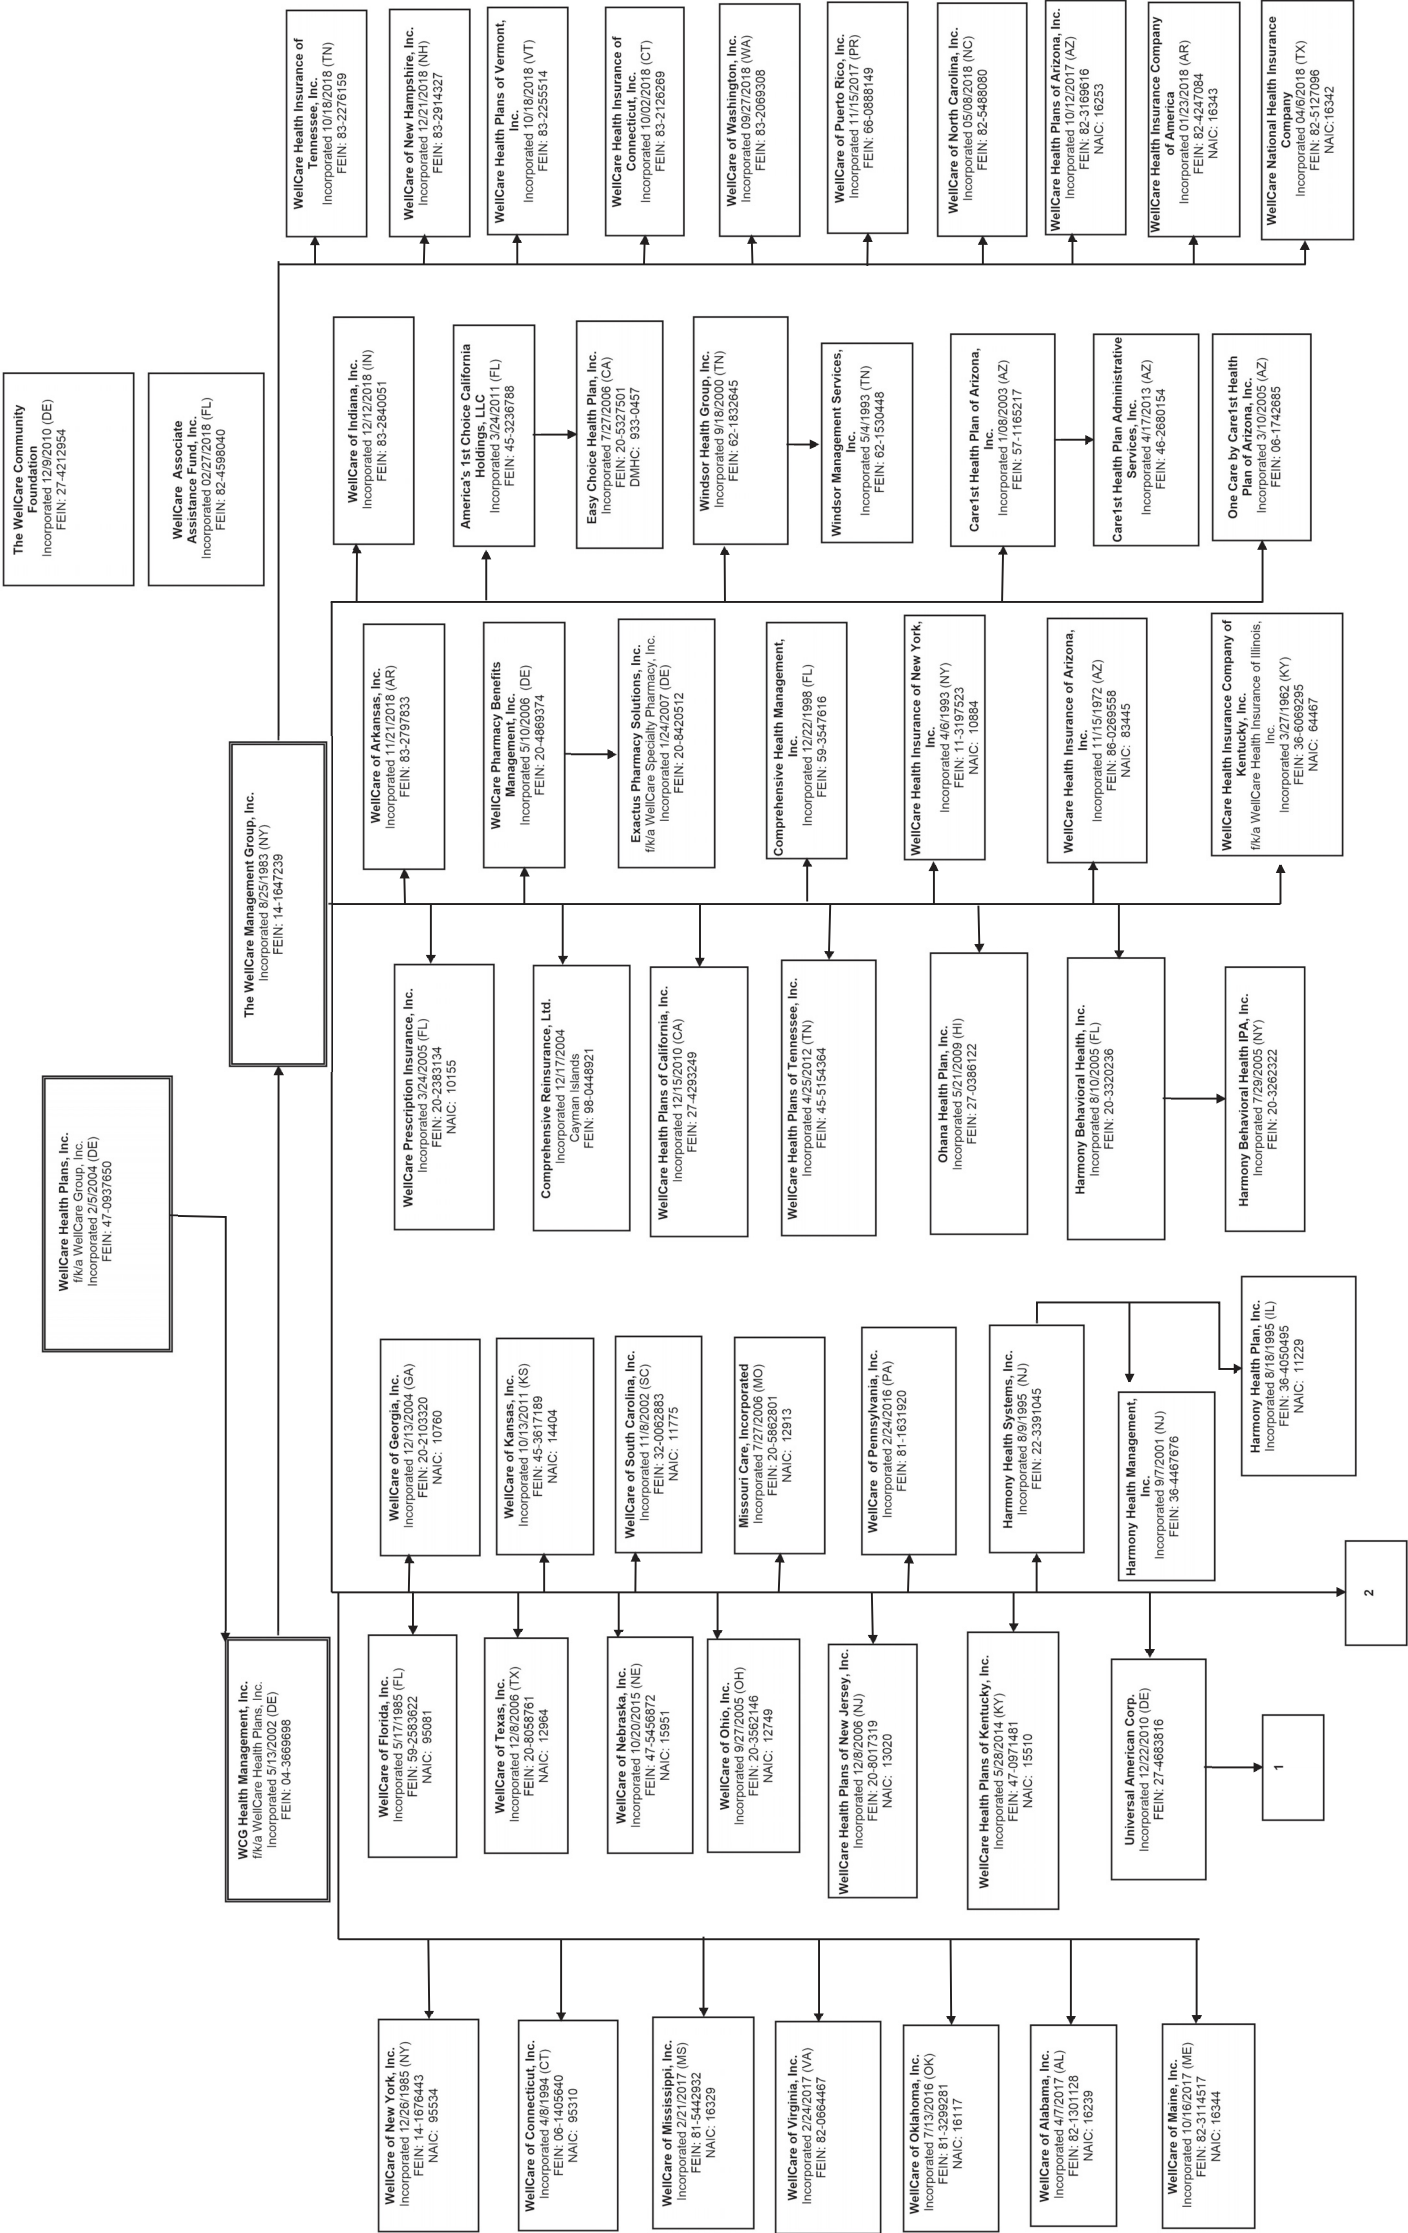 WellCare Health Plans, Inc.
f/k/a WellCare Group, Inc.
Incorporated 2/5/2004 (DE)
FEIN: 47-0937650
The WellCare Community
Foundation
Incorporated 12/9/2010 (DE)
FEIN: 27-4212954
WellCare Associate
Assistance Fund, Inc.
Incorporated 02/27/2018 (FL)
FEIN: 82-4598040
WCG Health Management, Inc.
f/k/a WellCare Health Plans, Inc.
Incorporated 5/13/2002 (DE)
FEIN: 04-3669698
The WellCare Management Group, Inc.
Incorporated 8/25/1983 (NY)
FEIN: 14-1647239
WellCare of New York, Inc.
Incorporated 12/26/1985 (NY)
FEIN: 14-1676443
NAIC: 95534
WellCare of Connecticut, Inc.
Incorporated 4/8/1994 (CT)
FEIN: 06-1405640
NAIC: 95310
WellCare of Mississippi, Inc.
Incorporated 2/21/2017 (MS)
FEIN: 81-5442932
NAIC: 16329
WellCare of Virginia, Inc.
Incorporated 2/24/2017 (VA)
FEIN: 82-0664467
WellCare of Oklahoma, Inc.
Incorporated 7/13/2016 (OK)
FEIN: 81-3299281
NAIC: 16117
WellCare of Alabama, Inc.
Incorporated 4/7/2017 (AL)
FEIN: 82-1301128
NAIC: 16239
WellCare of Maine, Inc.
Incorporated 10/16/2017 (ME)
FEIN: 82-3114517
NAIC: 16344
WellCare of Florida, Inc.
Incorporated 5/17/1985 (FL)
FEIN: 59-2583622
NAIC: 95081
WellCare of Texas, Inc.
Incorporated 12/8/2006 (TX)
FEIN: 20-8058761
NAIC: 12964
WellCare of Nebraska, Inc.
Incorporated 10/20/2015 (NE)
FEIN: 47-5456872
NAIC: 15951
WellCare of Ohio, Inc.
Incorporated 9/27/2005 (OH)
FEIN: 20-3562146
NAIC: 12749
WellCare Health Plans of New Jersey, Inc.
Incorporated 12/8/2006 (NJ)
FEIN: 20-8017319
NAIC: 13020
WellCare Health Plans of Kentucky, Inc.
Incorporated 5/28/2014 (KY)
FEIN: 47-0971481
NAIC: 15510
Universal American Corp.
Incorporated 12/22/2010 (DE)
FEIN: 27-4683816
1
WellCare of Georgia, Inc.
Incorporated 12/13/2004 (GA)
FEIN: 20-2103320
NAIC: 10760
WellCare of Kansas, Inc.
Incorporated 10/13/2011 (KS)
FEIN: 45-3617189
NAIC: 14404
WellCare of South Carolina, Inc.
Incorporated 11/8/2002 (SC)
FEIN: 32-0062883
NAIC: 11775
Missouri Care, Incorporated
Incorporated 7/27/2006 (MO)
FEIN: 20-5862801
NAIC: 12913
WellCare of Pennsylvania, Inc.
Incorporated 2/24/2016 (PA)
FEIN: 81-1631920
Harmony Health Systems, Inc.
Incorporated 8/9/1995 (NJ)
FEIN: 22-3391045
Harmony Health Management,
Inc.
Incorporated 9/7/2001 (NJ)
FEIN: 36-4467676
Harmony Health Plan, Inc.
Incorporated 8/18/1995 (IL)
FEIN: 36-4050495
NAIC: 11229
2
WellCare Prescription Insurance, Inc.
Incorporated 3/24/2005 (FL)
FEIN: 20-2383134
NAIC: 10155
Comprehensive Reinsurance, Ltd.
Incorporated 12/17/2004
Cayman Islands
FEIN: 98-0448921
WellCare Health Plans of California, Inc.
Incorporated 12/15/2010 (CA)
FEIN: 27-4293249
WellCare Health Plans of Tennessee, Inc.
Incorporated 4/25/2012 (TN)
FEIN: 45-5154364
Ohana Health Plan, Inc.
Incorporated 5/21/2009 (HI)
FEIN: 27-0386122
Harmony Behavioral Health, Inc.
Incorporated 8/10/2005 (FL)
FEIN: 20-3320236
Harmony Behavioral Health IPA, Inc.
Incorporated 7/29/2005 (NY)
FEIN: 20-3262322
WellCare of Arkansas, Inc.
Incorporated 11/21/2018 (AR)
FEIN: 83-2797833
WellCare Pharmacy Benefits
Management, Inc.
Incorporated 5/10/2006 (DE)
FEIN: 20-4869374
Exactus Pharmacy Solutions, Inc.
f/k/a WellCare Specialty Pharmacy, Inc.
Incorporated 1/24/2007 (DE)
FEIN: 20-8420512
Comprehensive Health Management,
Inc.
Incorporated 12/22/1998 (FL)
FEIN: 59-3547616
WellCare Health Insurance of New York,
Inc.
Incorporated 4/6/1993 (NY)
FEIN: 11-3197523
NAIC: 10884
WellCare Health Insurance of Arizona,
Inc.
Incorporated 11/15/1972 (AZ)
FEIN: 86-0269558
NAIC: 83445
WellCare Health Insurance Company of
Kentucky, Inc.
f/k/a WellCare Health Insurance of Illinois,
Inc.
Incorporated 3/27/1962 (KY)
FEIN: 36-6069295
NAIC: 64467
WellCare of Indiana, Inc.
Incorporated 12/12/2018 (IN)
FEIN: 83-2840051
America's 1st Choice California
Holdings, LLC
Incorporated 3/24/2011 (FL)
FEIN: 45-3236788
Easy Choice Health Plan, Inc.
Incorporated 7/27/2006 (CA)
FEIN: 20-5327501
DMHC: 933-0457
Windsor Health Group, Inc.
Incorporated 9/18/2000 (TN)
FEIN: 62-1832645
Windsor Management Services,
Inc.
Incorporated 5/4/1993 (TN)
FEIN: 62-1530448
Care1st Health Plan of Arizona,
Inc.
Incorporated 1/08/2003 (AZ)
FEIN: 57-1165217
Care1st Health Plan Administrative
Services, Inc.
Incorporated 4/17/2013 (AZ)
FEIN: 46-2680154
One Care by Care1st Health
Plan of Arizona, Inc.
Incorporated 3/10/2005 (AZ)
FEIN: 06-1742685
WellCare Health Insurance of
Tennessee, Inc.
Incorporated 10/18/2018 (TN)
FEIN: 83-2276159
WellCare of New Hampshire, Inc.
Incorporated 12/21/2018 (NH)
FEIN: 83-2914327
WellCare Health Plans of Vermont,
Inc.
Incorporated 10/18/2018 (VT)
FEIN: 83-2255514
WellCare Health Insurance of
Connecticut, Inc.
Incorporated 10/02/2018 (CT)
FEIN: 83-2126269
WellCare of Washington, Inc.
Incorporated 09/27/2018 (WA)
FEIN: 83-2069308
WellCare of Puerto Rico, Inc.
Incorporated 11/15/2017 (PR)
FEIN: 66-0888149
WellCare of North Carolina, Inc.
Incorporated 05/08/2018 (NC)
FEIN: 82-5488080
WellCare Health Plans of Arizona, Inc.
Incorporated 10/12/2017 (AZ)
FEIN: 82-3169616
NAIC: 16253
WellCare Health Insurance Company
of America
Incorporated 01/23/2018 (AR)
FEIN: 82-4247084
NAIC: 16343
WellCare National Health Insurance
Company
Incorporated 04/6/2018 (TX)
FEIN: 82-5127096
NAIC:16342